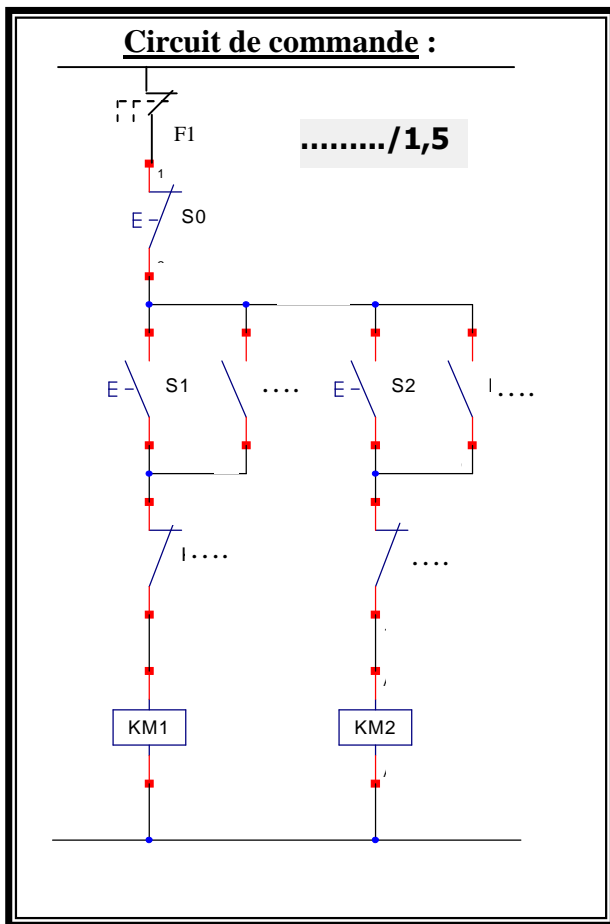 Circuit de commande :
F1
........./1,5
1
S0
S1
....
S2
....
....
....
KM1
KM2